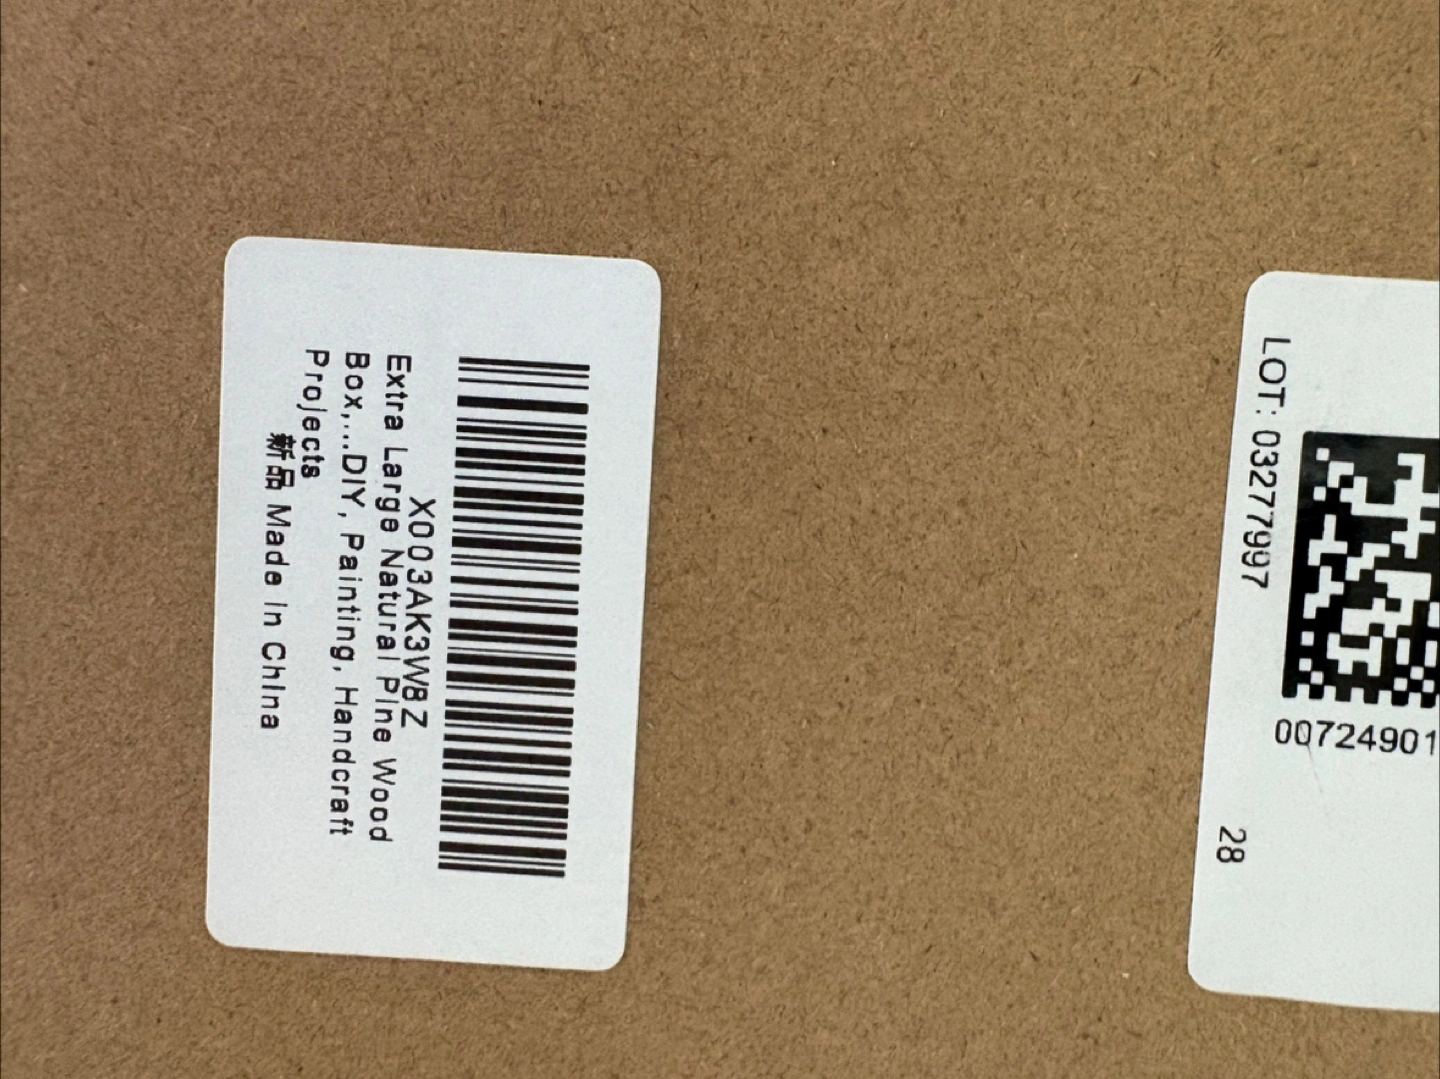 X003AK3W8Z
Extra Large Natural Pine Wood
Box,...DIY, Painting, Handcraft
Projects
新品 Made In China
LOT: 03277997
00724901
28